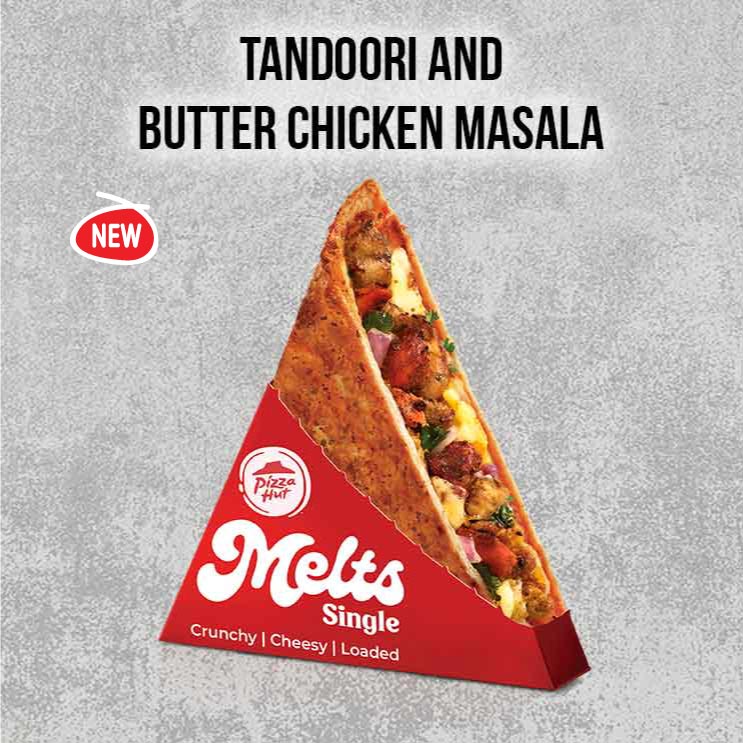 TANDOORI AND
BUTTER CHICKEN MASALA
NEW
Pizza
Hut
Melts
Single
Crunchy | Cheesy | Loaded